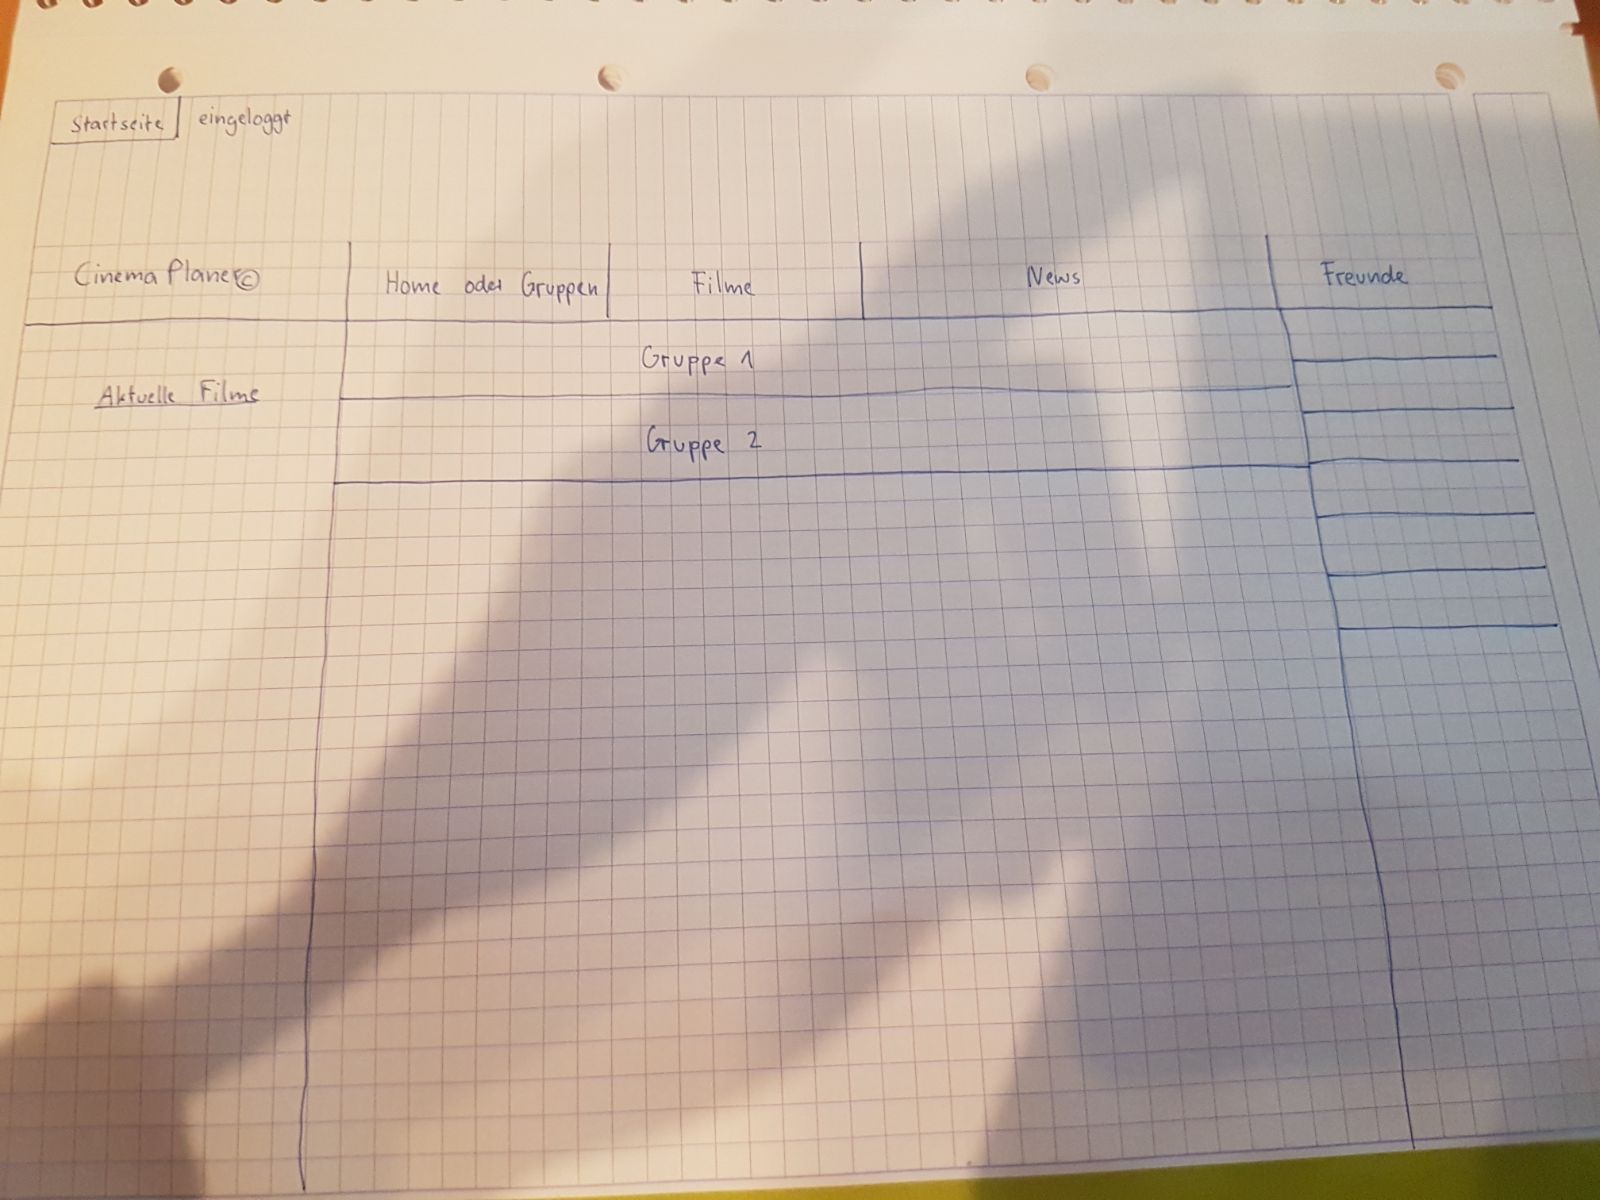 Startseite eingeloggt
Cinema Planer © Home oder Gruppen Filme News Freunde
Gruppe 1
Aktuelle Filme
Gruppe 2